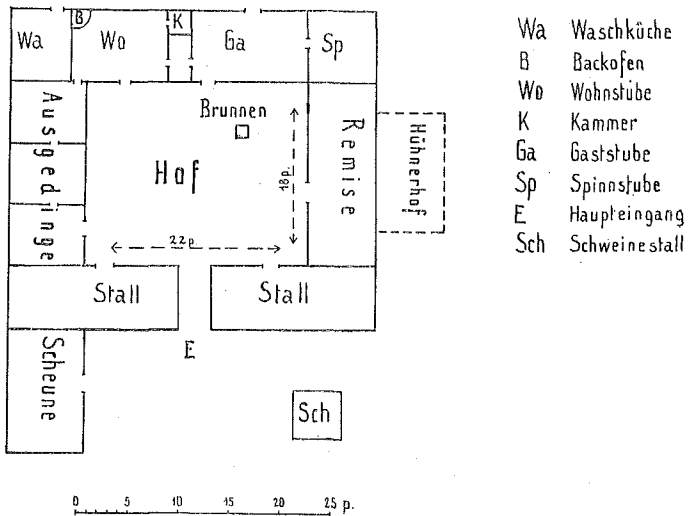 Wa
B
Wo
K
Ga
Sp
Ausgedinge
Brunnen
Hof
18p.
22p
Remise
Hühnerhof
Stall
Stall
Scheune
E
Sch
0 5 10 15 20 25 p.
Wa Waschküche
B Backofen
Wo Wohnstube
K Kammer
Ga Gaststube
Sp Spinnstube
E Haupteingang
Sch Schweinestall